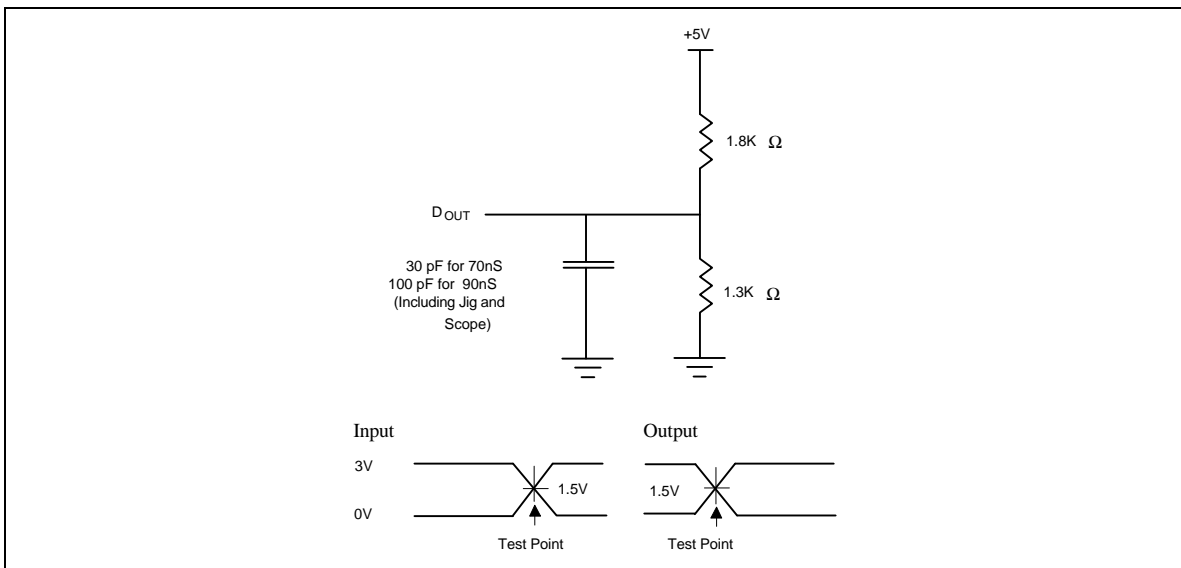 +5V
1.8K Ω
D OUT
30 pF for 70nS
100 pF for 90nS
(Including Jig and
Scope)
1.3K Ω
Input
Output
3V
1.5V
1.5V
0V
Test Point
Test Point